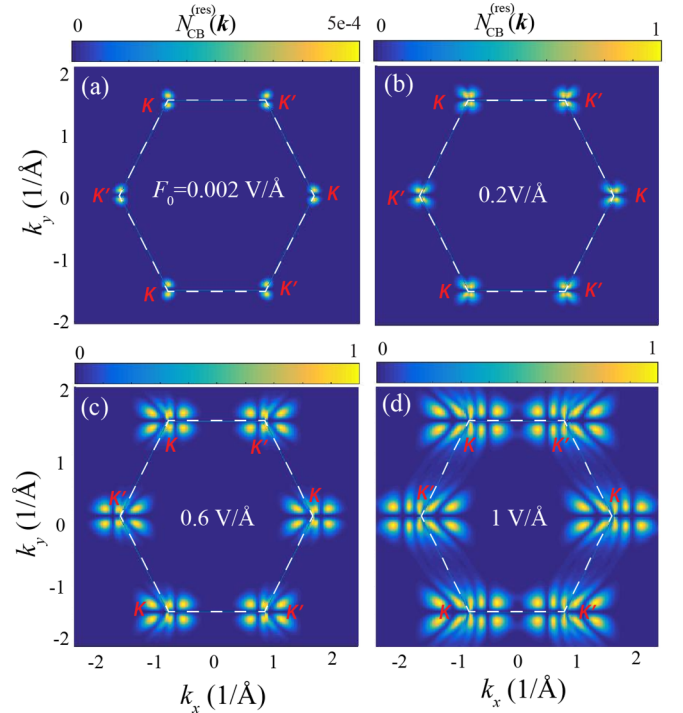 0 N_CB^(res)(k) 5e-4
0 N_CB^(res)(k) 1
(a)
K K'
K' F₀=0.002 V/Å K
K K'
2
1
0
-1
-2
k_y (1/Å)
(b)
K K'
K' 0.2V/Å K
K K'
0 1
0 1
(c)
K K'
K' 0.6 V/Å K
K K'
2
1
0
-1
-2
k_y (1/Å)
-2 -1 0 1 2
k_x (1/Å)
(d)
K K'
K' 1 V/Å K
K K'
-2 -1 0 1 2
k_x (1/Å)